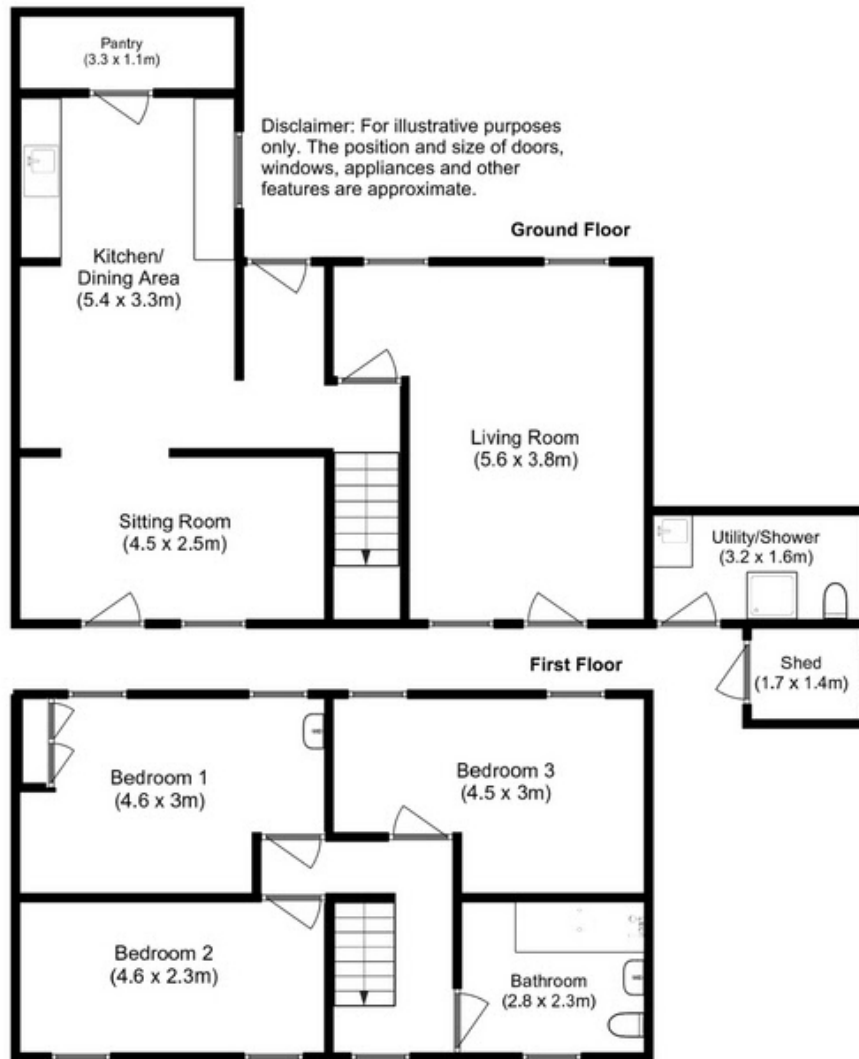 Pantry
(3.3 x 1.1m)
Disclaimer: For illustrative purposes
only. The position and size of doors,
windows, appliances and other
features are approximate.
Ground Floor
Kitchen/
Dining Area
(5.4 x 3.3m)
Living Room
(5.6 x 3.8m)
Sitting Room
(4.5 x 2.5m)
Utility/Shower
(3.2 x 1.6m)
Shed
(1.7 x 1.4m)
First Floor
Bedroom 1
(4.6 x 3m)
Bedroom 3
(4.5 x 3m)
Bedroom 2
(4.6 x 2.3m)
Bathroom
(2.8 x 2.3m)